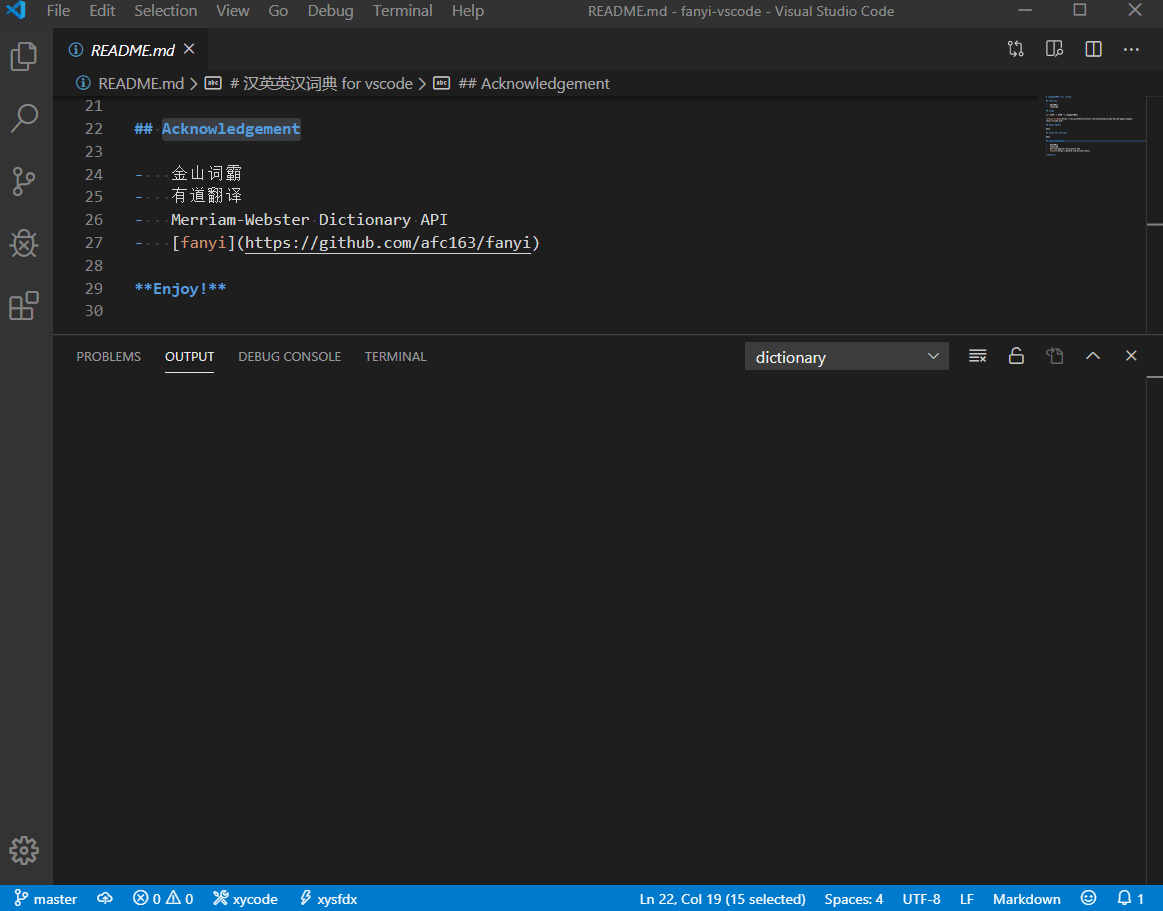 File Edit Selection View Go Debug Terminal Help README.md - fanyi-vscode - Visual Studio Code
README.md
README.md > # 汉英英汉词典 for vscode > ## Acknowledgement
21
22 ## Acknowledgement
23
24 - 金山词霸
25 - 有道翻译
26 - Merriam-Webster Dictionary API
27 - [fanyi](https://github.com/afc163/fanyi)
28
29 **Enjoy!**
30
PROBLEMS OUTPUT DEBUG CONSOLE TERMINAL dictionary
master 0 0 xycode xysfdx Ln 22, Col 19 (15 selected) Spaces: 4 UTF-8 LF Markdown 1